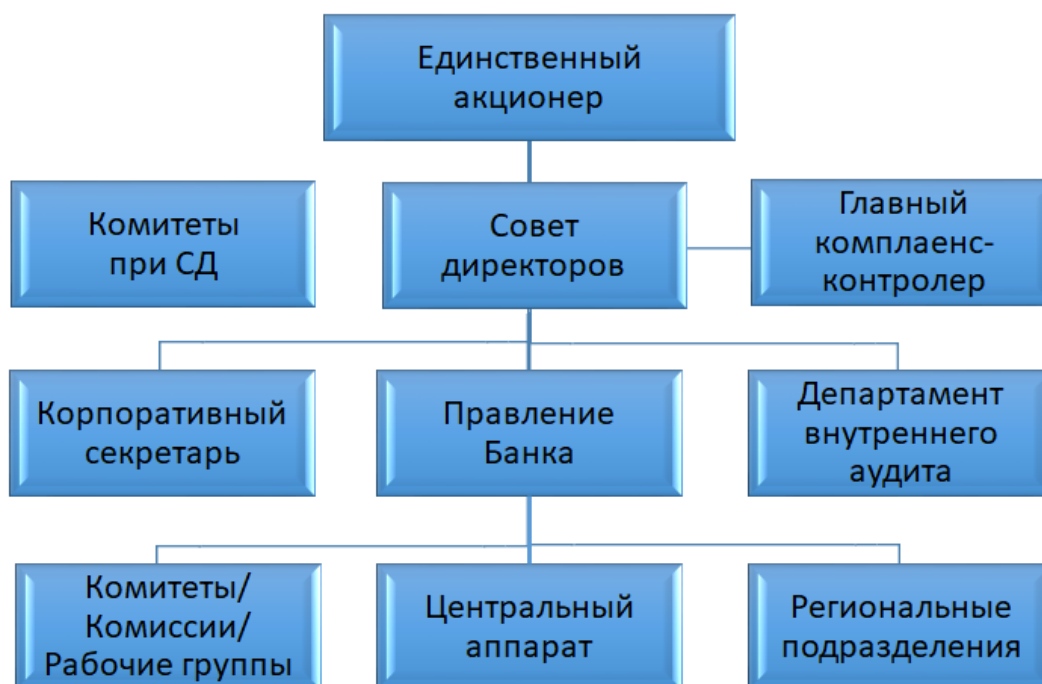 Единственный
акционер
Комитеты
при СД
Совет
директоров
Главный
комплаенс-
контролер
Корпоративный
секретарь
Правление
Банка
Департамент
внутреннего
аудита
Комитеты/
Комиссии/
Рабочие группы
Центральный
аппарат
Региональные
подразделения